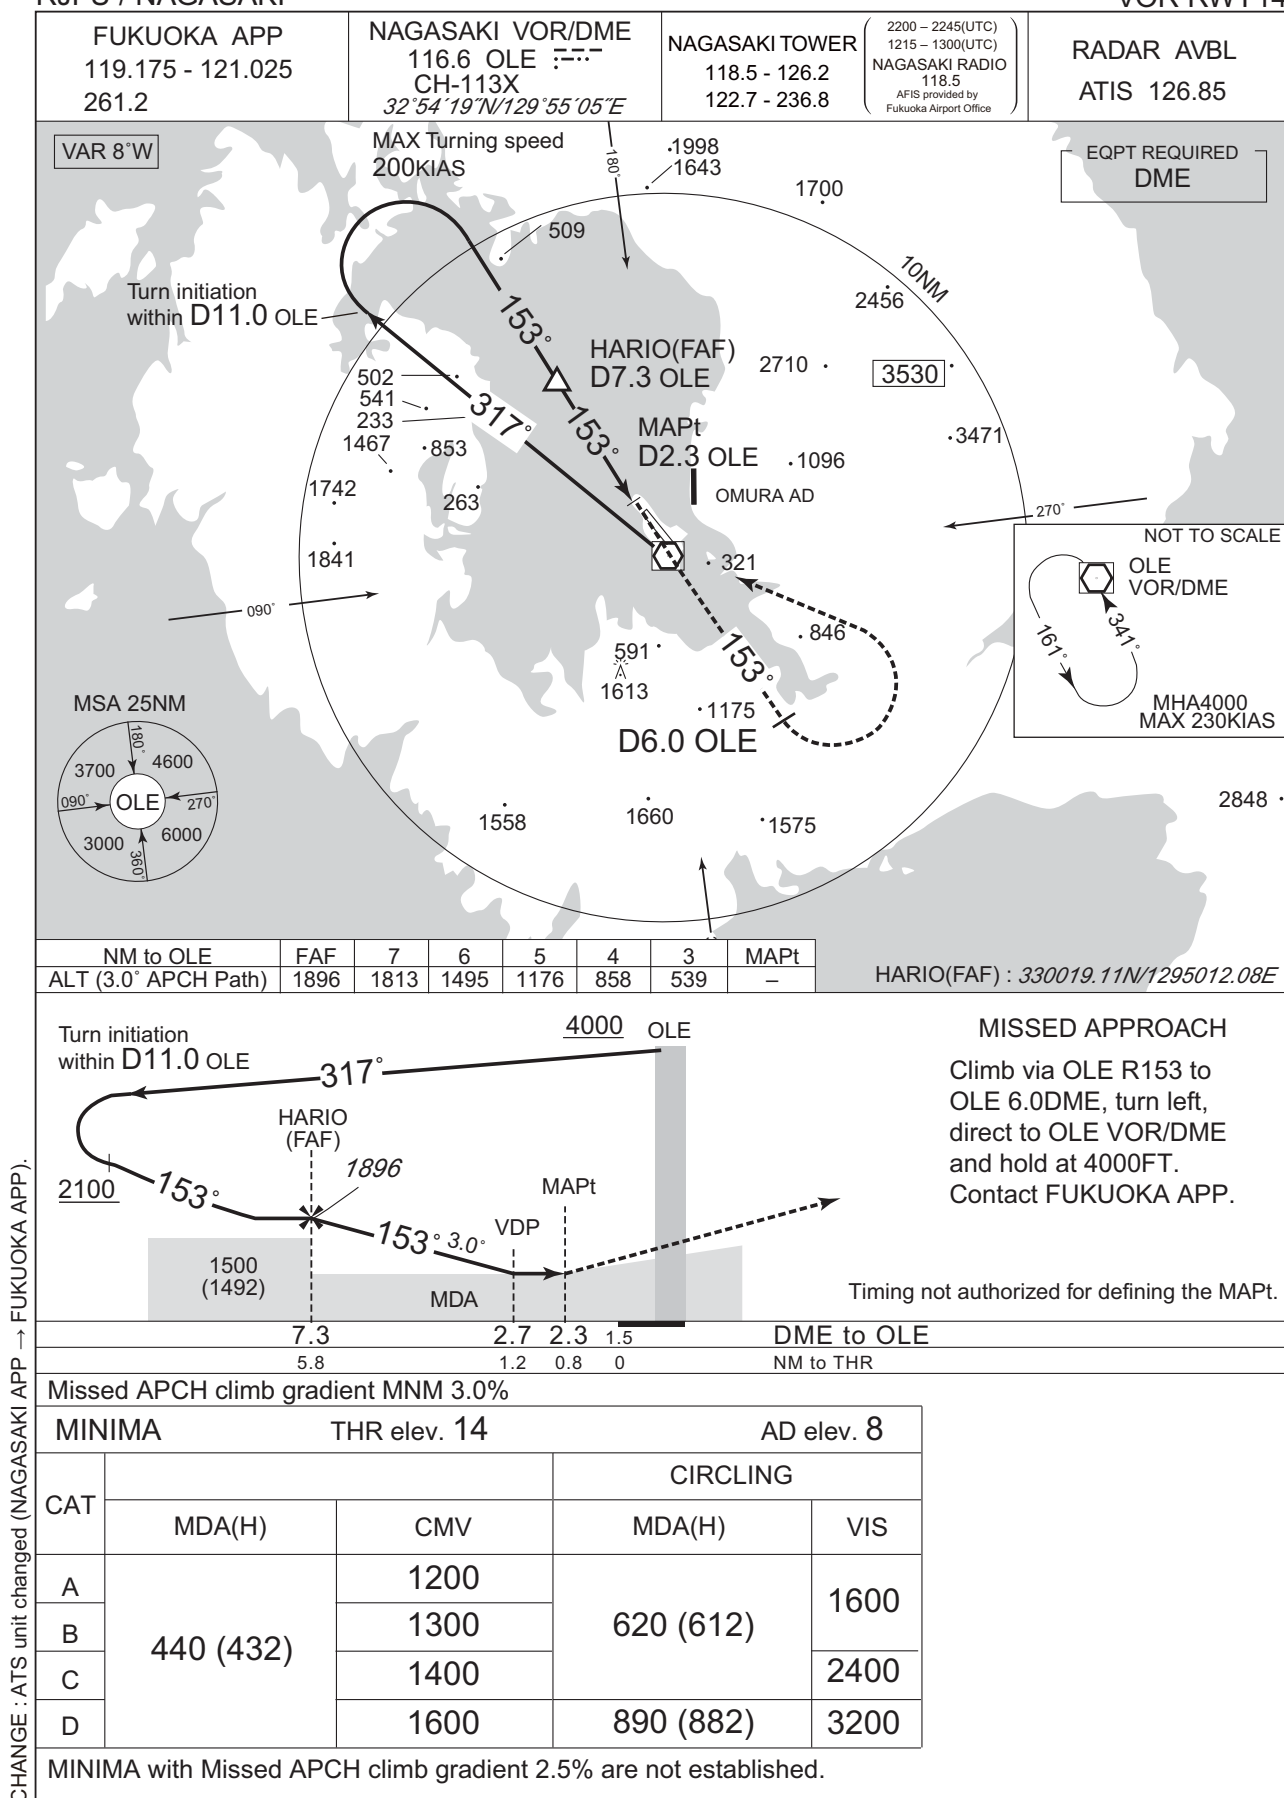 RJFU / NAGASAKI
VOR RWY 14
FUKUOKA APP
119.175 - 121.025
261.2
NAGASAKI VOR/DME
116.6 OLE
CH-113X
32°54´19˝N/129°55´05˝E
NAGASAKI TOWER
118.5 - 126.2
122.7 - 236.8
2200 – 2245(UTC)
1215 – 1300(UTC)
NAGASAKI RADIO
118.5
AFIS provided by
Fukuoka Airport Office
RADAR AVBL
ATIS 126.85
VAR 8°W
MAX Turning speed
200KIAS
180°
1998
1643
1700
EQPT REQUIRED
DME
509
10NM
2456
Turn initiation
within D11.0 OLE
153°
HARIO(FAF)
D7.3 OLE
2710
3530
502
541
233
1467
853
317°
153°
MAPt
D2.3 OLE
3471
1096
1742
263
OMURA AD
270°
1841
321
NOT TO SCALE
OLE
VOR/DME
161°
341°
MHA4000
MAX 230KIAS
090°
846
591
1613
153°
1175
D6.0 OLE
MSA 25NM
180°
3700
4600
090°
OLE
270°
3000
6000
360°
1558
1660
1575
2848
NM to OLE FAF 7 6 5 4 3 MAPt
ALT (3.0° APCH Path) 1896 1813 1495 1176 858 539 –
HARIO(FAF) : 330019.11N/1295012.08E
Turn initiation
within D11.0 OLE
4000 OLE
317°
HARIO
(FAF)
1896
2100
153°
153° 3.0°
VDP
MAPt
1500
(1492)
MDA
MISSED APPROACH
Climb via OLE R153 to
OLE 6.0DME, turn left,
direct to OLE VOR/DME
and hold at 4000FT.
Contact FUKUOKA APP.
Timing not authorized for defining the MAPt.
7.3 2.7 2.3 1.5 DME to OLE
5.8 1.2 0.8 0 NM to THR
Missed APCH climb gradient MNM 3.0%
MINIMA THR elev. 14 AD elev. 8
CAT
CIRCLING
MDA(H) CMV MDA(H) VIS
A 1200
B 1300
C 1400
D 1600
440 (432)
620 (612)
890 (882)
1600
2400
3200
MINIMA with Missed APCH climb gradient 2.5% are not established.
CHANGE : ATS unit changed (NAGASAKI APP → FUKUOKA APP).